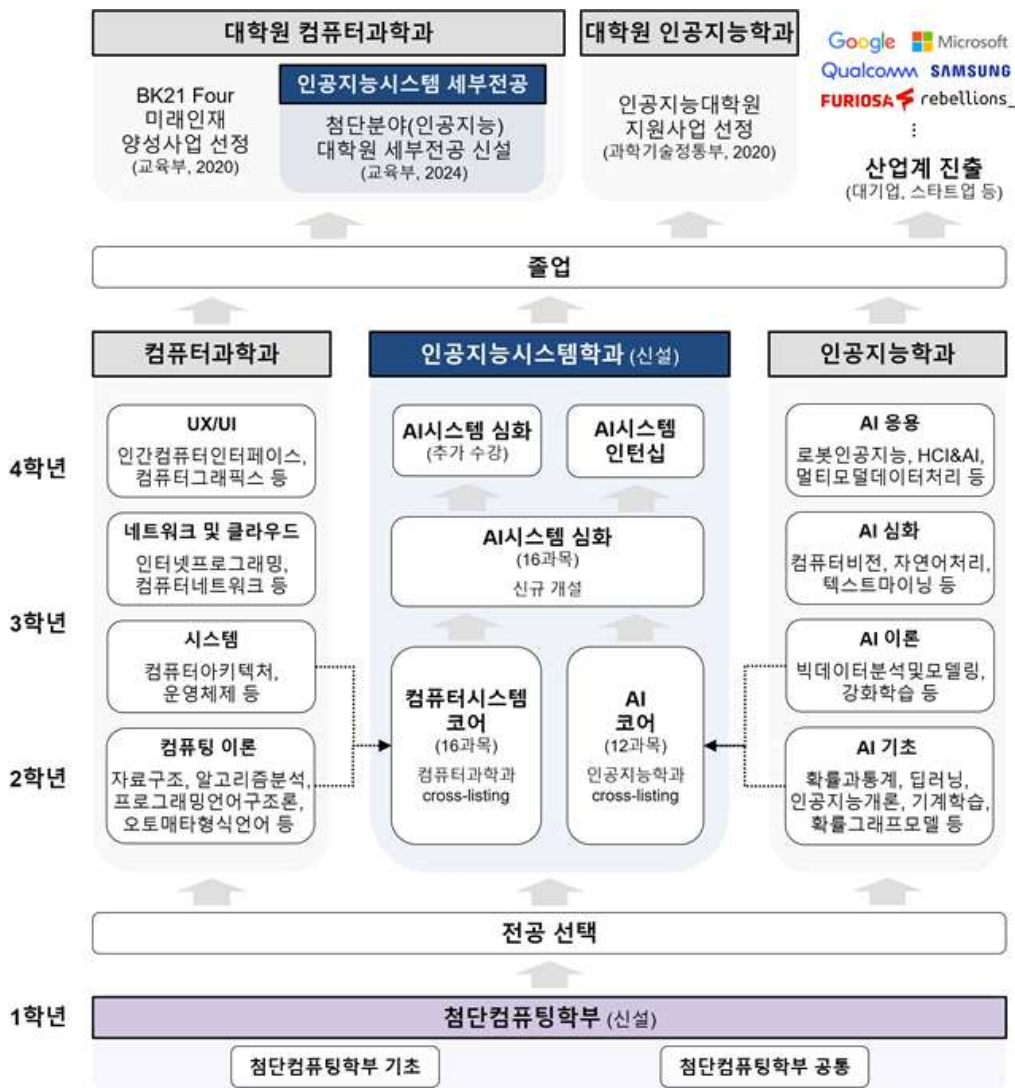 대학원 컴퓨터과학과
BK21 Four
미래인재
양성사업 선정
(교육부, 2020)
인공지능시스템 세부전공
첨단분야(인공지능)
대학원 세부전공 신설
(교육부, 2024)
대학원 인공지능학과
인공지능대학원
지원사업 선정
(과학기술정통부, 2020)
Google Microsoft
Qualcomm SAMSUNG
FURIOSA rebellions_
⋮
산업계 진출
(대기업, 스타트업 등)
졸업
컴퓨터과학과
인공지능시스템학과 (신설)
인공지능학과
4학년
UX/UI
인간컴퓨터인터페이스,
컴퓨터그래픽스 등
네트워크 및 클라우드
인터넷프로그래밍,
컴퓨터네트워크 등
3학년
시스템
컴퓨터아키텍처,
운영체제 등
2학년
컴퓨팅 이론
자료구조, 알고리즘분석,
프로그래밍언어구조론,
오토매타형식언어 등
AI시스템 심화
(추가 수강)
AI시스템
인턴십
AI시스템 심화
(16과목)
신규 개설
컴퓨터시스템
코어
(16과목)
컴퓨터과학과
cross-listing
AI
코어
(12과목)
인공지능학과
cross-listing
AI 응용
로봇인공지능, HCI&AI,
멀티모덜데이터처리 등
AI 심화
컴퓨터비전, 자연어처리,
텍스트마이닝 등
AI 이론
빅데이터분석및모델링,
강화학습 등
AI 기초
확률과통계, 딥러닝,
인공지능개론, 기계학습,
확률그래프모델 등
전공 선택
1학년
첨단컴퓨팅학부 (신설)
첨단컴퓨팅학부 기초
첨단컴퓨팅학부 공통